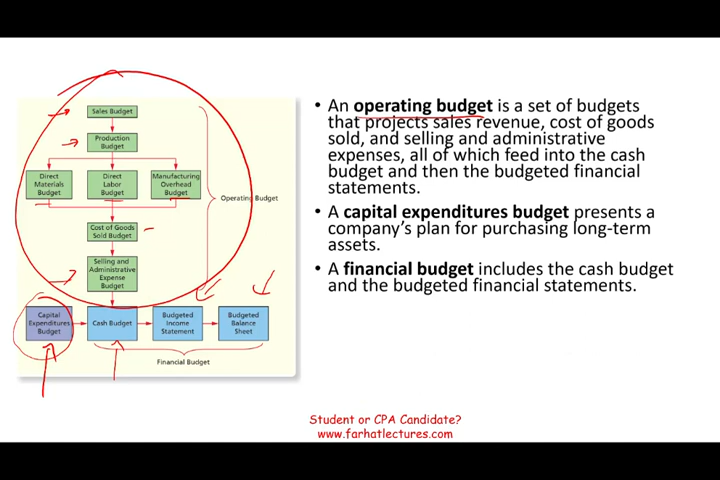 Sales Budget
Production
Budget
Direct
Materials
Budget
Direct
Labor
Budget
Manufacturing
Overhead
Budget
Operating Budget
Cost of Goods
Sold Budget
Selling and
Administrative
Expense
Budget
Capital
Expenditures
Budget
Cash Budget
Budgeted
Income
Statement
Budgeted
Balance
Sheet
Financial Budget
• An operating budget is a set of budgets
that projects sales revenue, cost of goods
sold, and selling and administrative
expenses, all of which feed into the cash
budget and then the budgeted financial
statements.
• A capital expenditures budget presents a
company's plan for purchasing long-term
assets.
• A financial budget includes the cash budget
and the budgeted financial statements.
Student or CPA Candidate?
www.farhatlectures.com